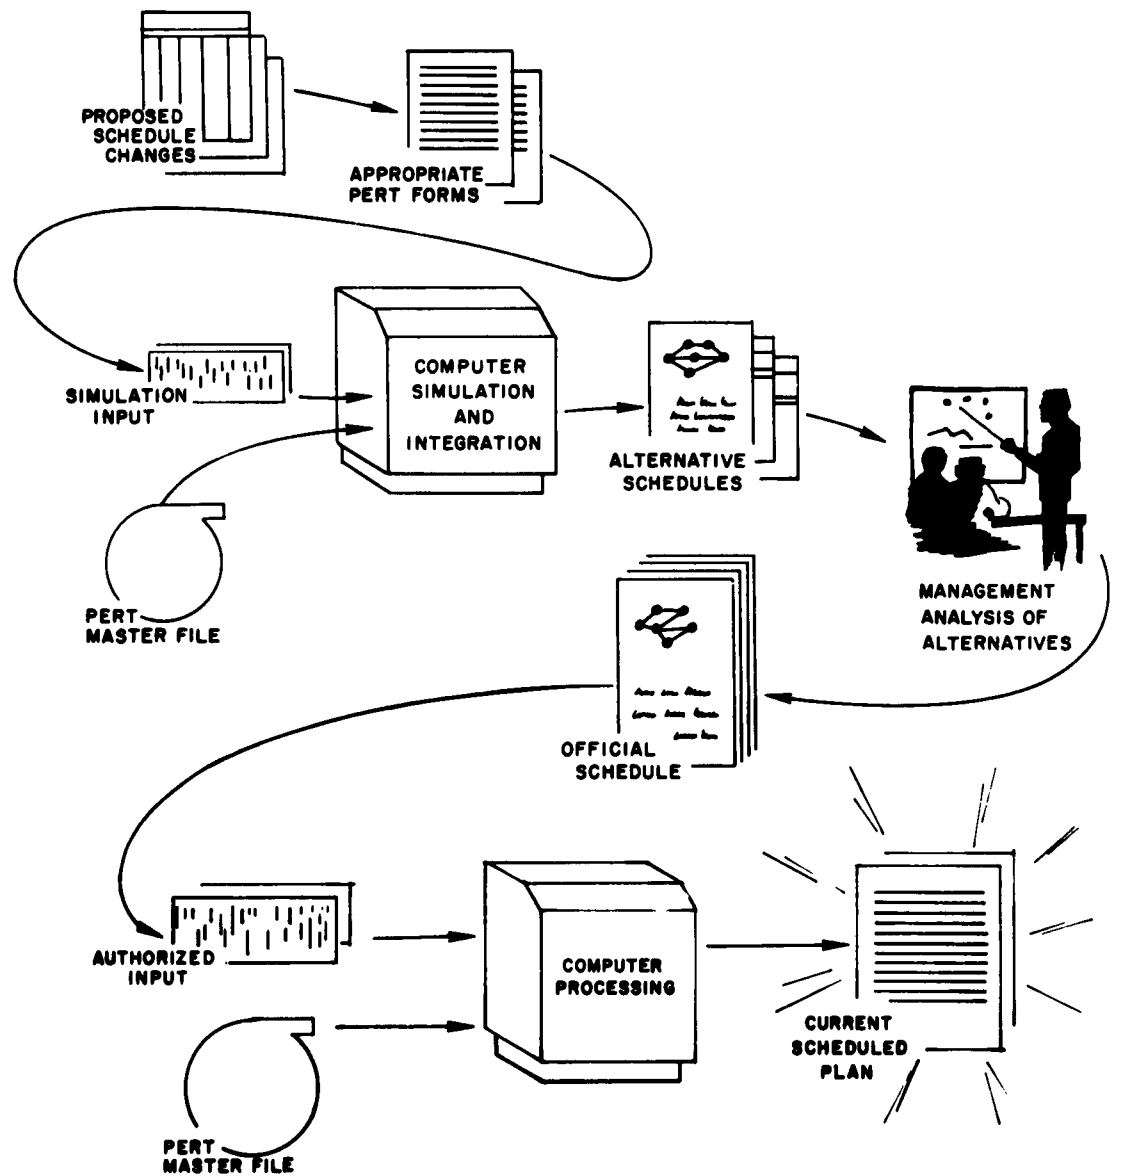 PROPOSED
SCHEDULE
CHANGES
APPROPRIATE
PERT FORMS
SIMULATION
INPUT
COMPUTER
SIMULATION
AND
INTEGRATION
ALTERNATIVE
SCHEDULES
PERT
MASTER FILE
MANAGEMENT
ANALYSIS OF
ALTERNATIVES
OFFICIAL
SCHEDULE
AUTHORIZED
INPUT
COMPUTER
PROCESSING
CURRENT
SCHEDULED
PLAN
PERT
MASTER FILE